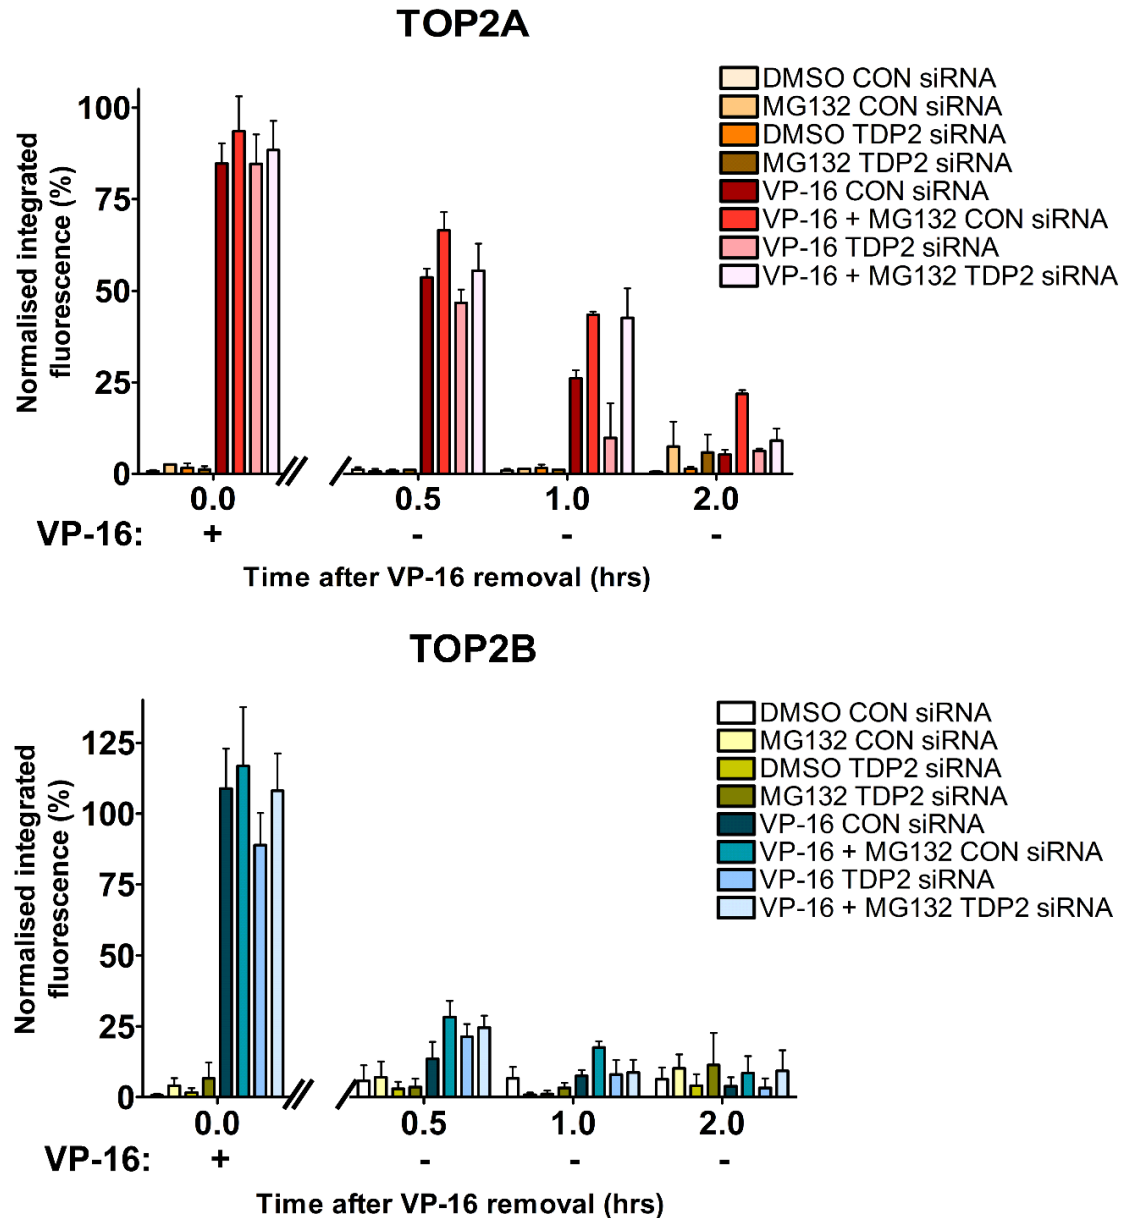 TOP2A
Normalised integrated
fluorescence (%)
100
75
50
25
0
DMSO CON siRNA
MG132 CON siRNA
DMSO TDP2 siRNA
MG132 TDP2 siRNA
VP-16 CON siRNA
VP-16 + MG132 CON siRNA
VP-16 TDP2 siRNA
VP-16 + MG132 TDP2 siRNA
0.0 0.5 1.0 2.0
VP-16: + - - -
Time after VP-16 removal (hrs)
TOP2B
Normalised integrated
fluorescence (%)
125
100
75
50
25
0
DMSO CON siRNA
MG132 CON siRNA
DMSO TDP2 siRNA
MG132 TDP2 siRNA
VP-16 CON siRNA
VP-16 + MG132 CON siRNA
VP-16 TDP2 siRNA
VP-16 + MG132 TDP2 siRNA
0.0 0.5 1.0 2.0
VP-16: + - - -
Time after VP-16 removal (hrs)